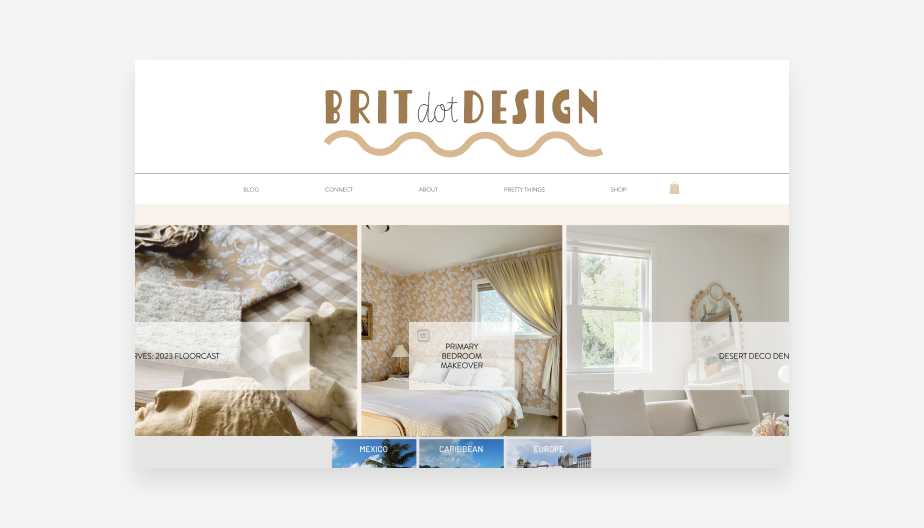 BRIT dot DESIGN
BLOG
CONNECT
ABOUT
PRETTY THINGS
SHOP
RVES: 2023 FLOORCAST
PRIMARY
BEDROOM
MAKEOVER
DESERT DECO DEN
MEXICO
CARIBBEAN
EUROPE